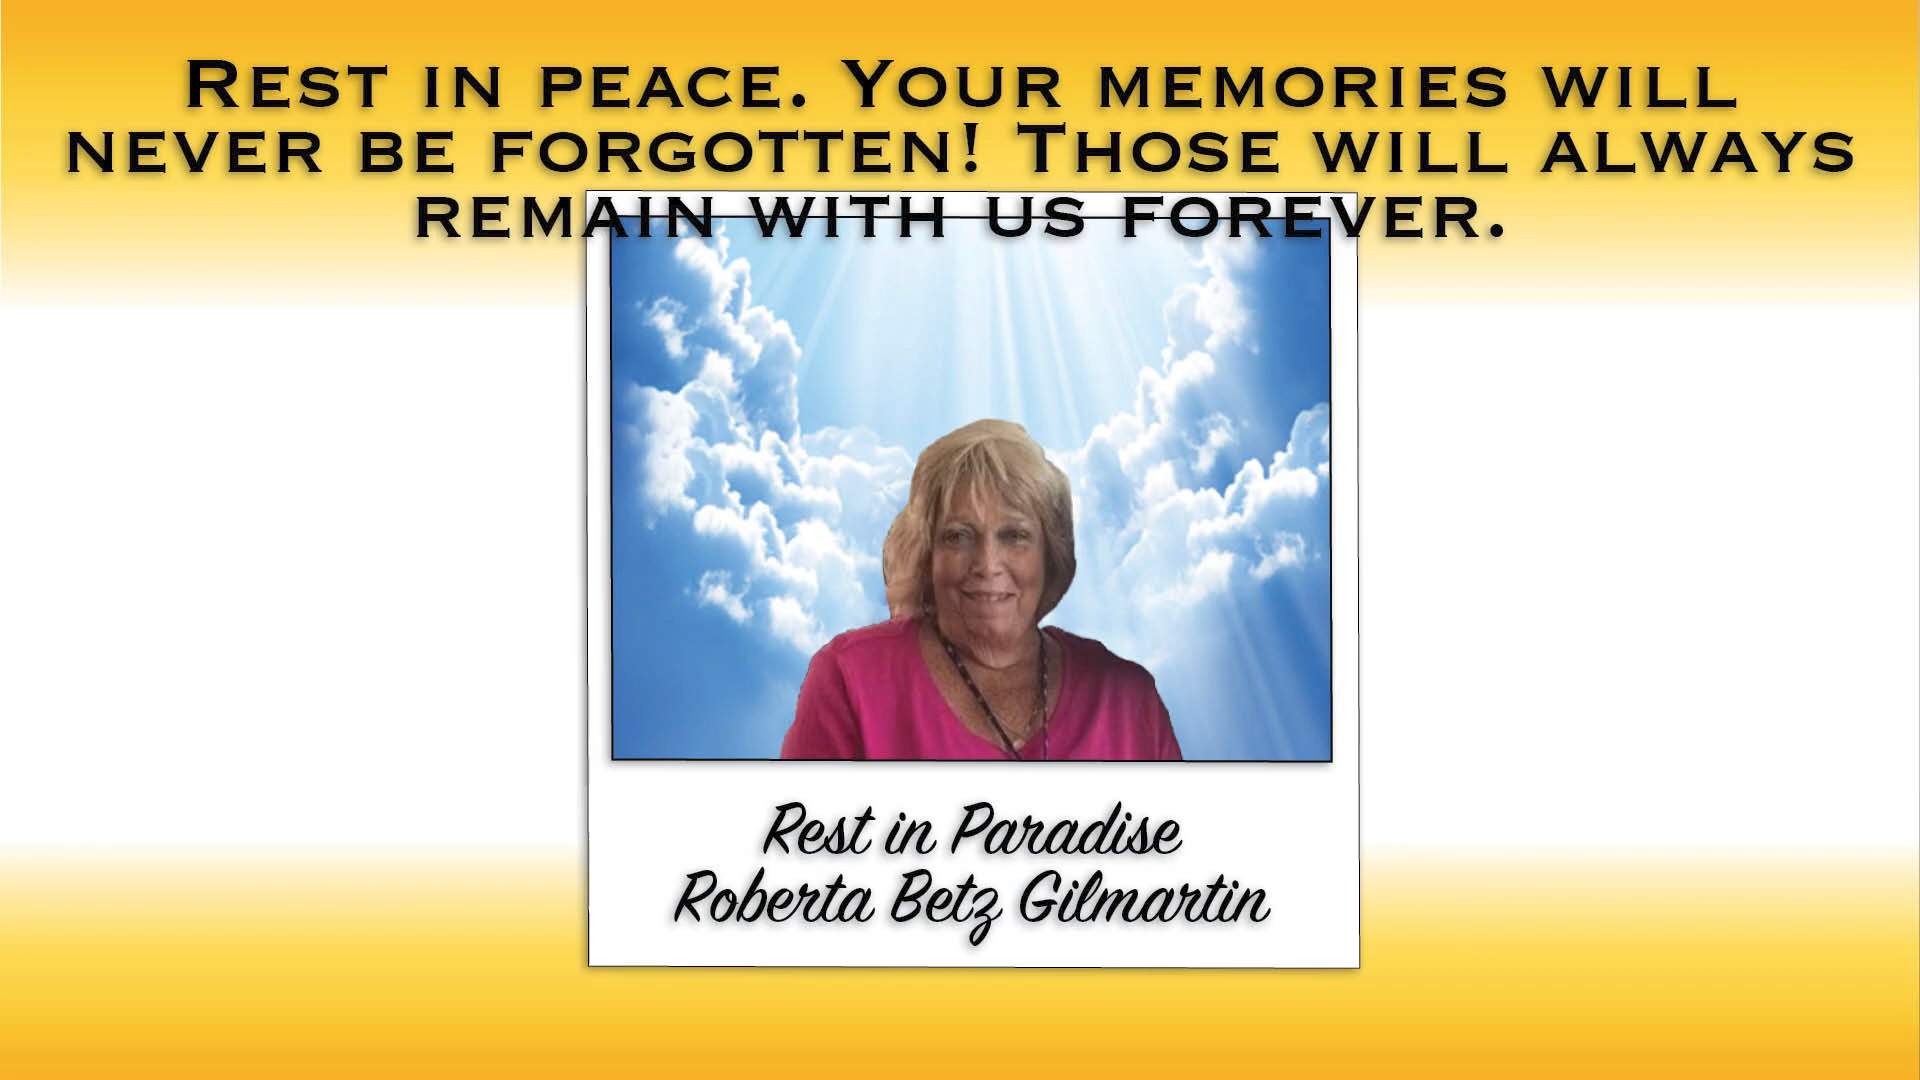 Rest in peace. Your memories will
never be forgotten! Those will always
remain with us forever.
Rest in Paradise
Roberta Betz Gilmartin